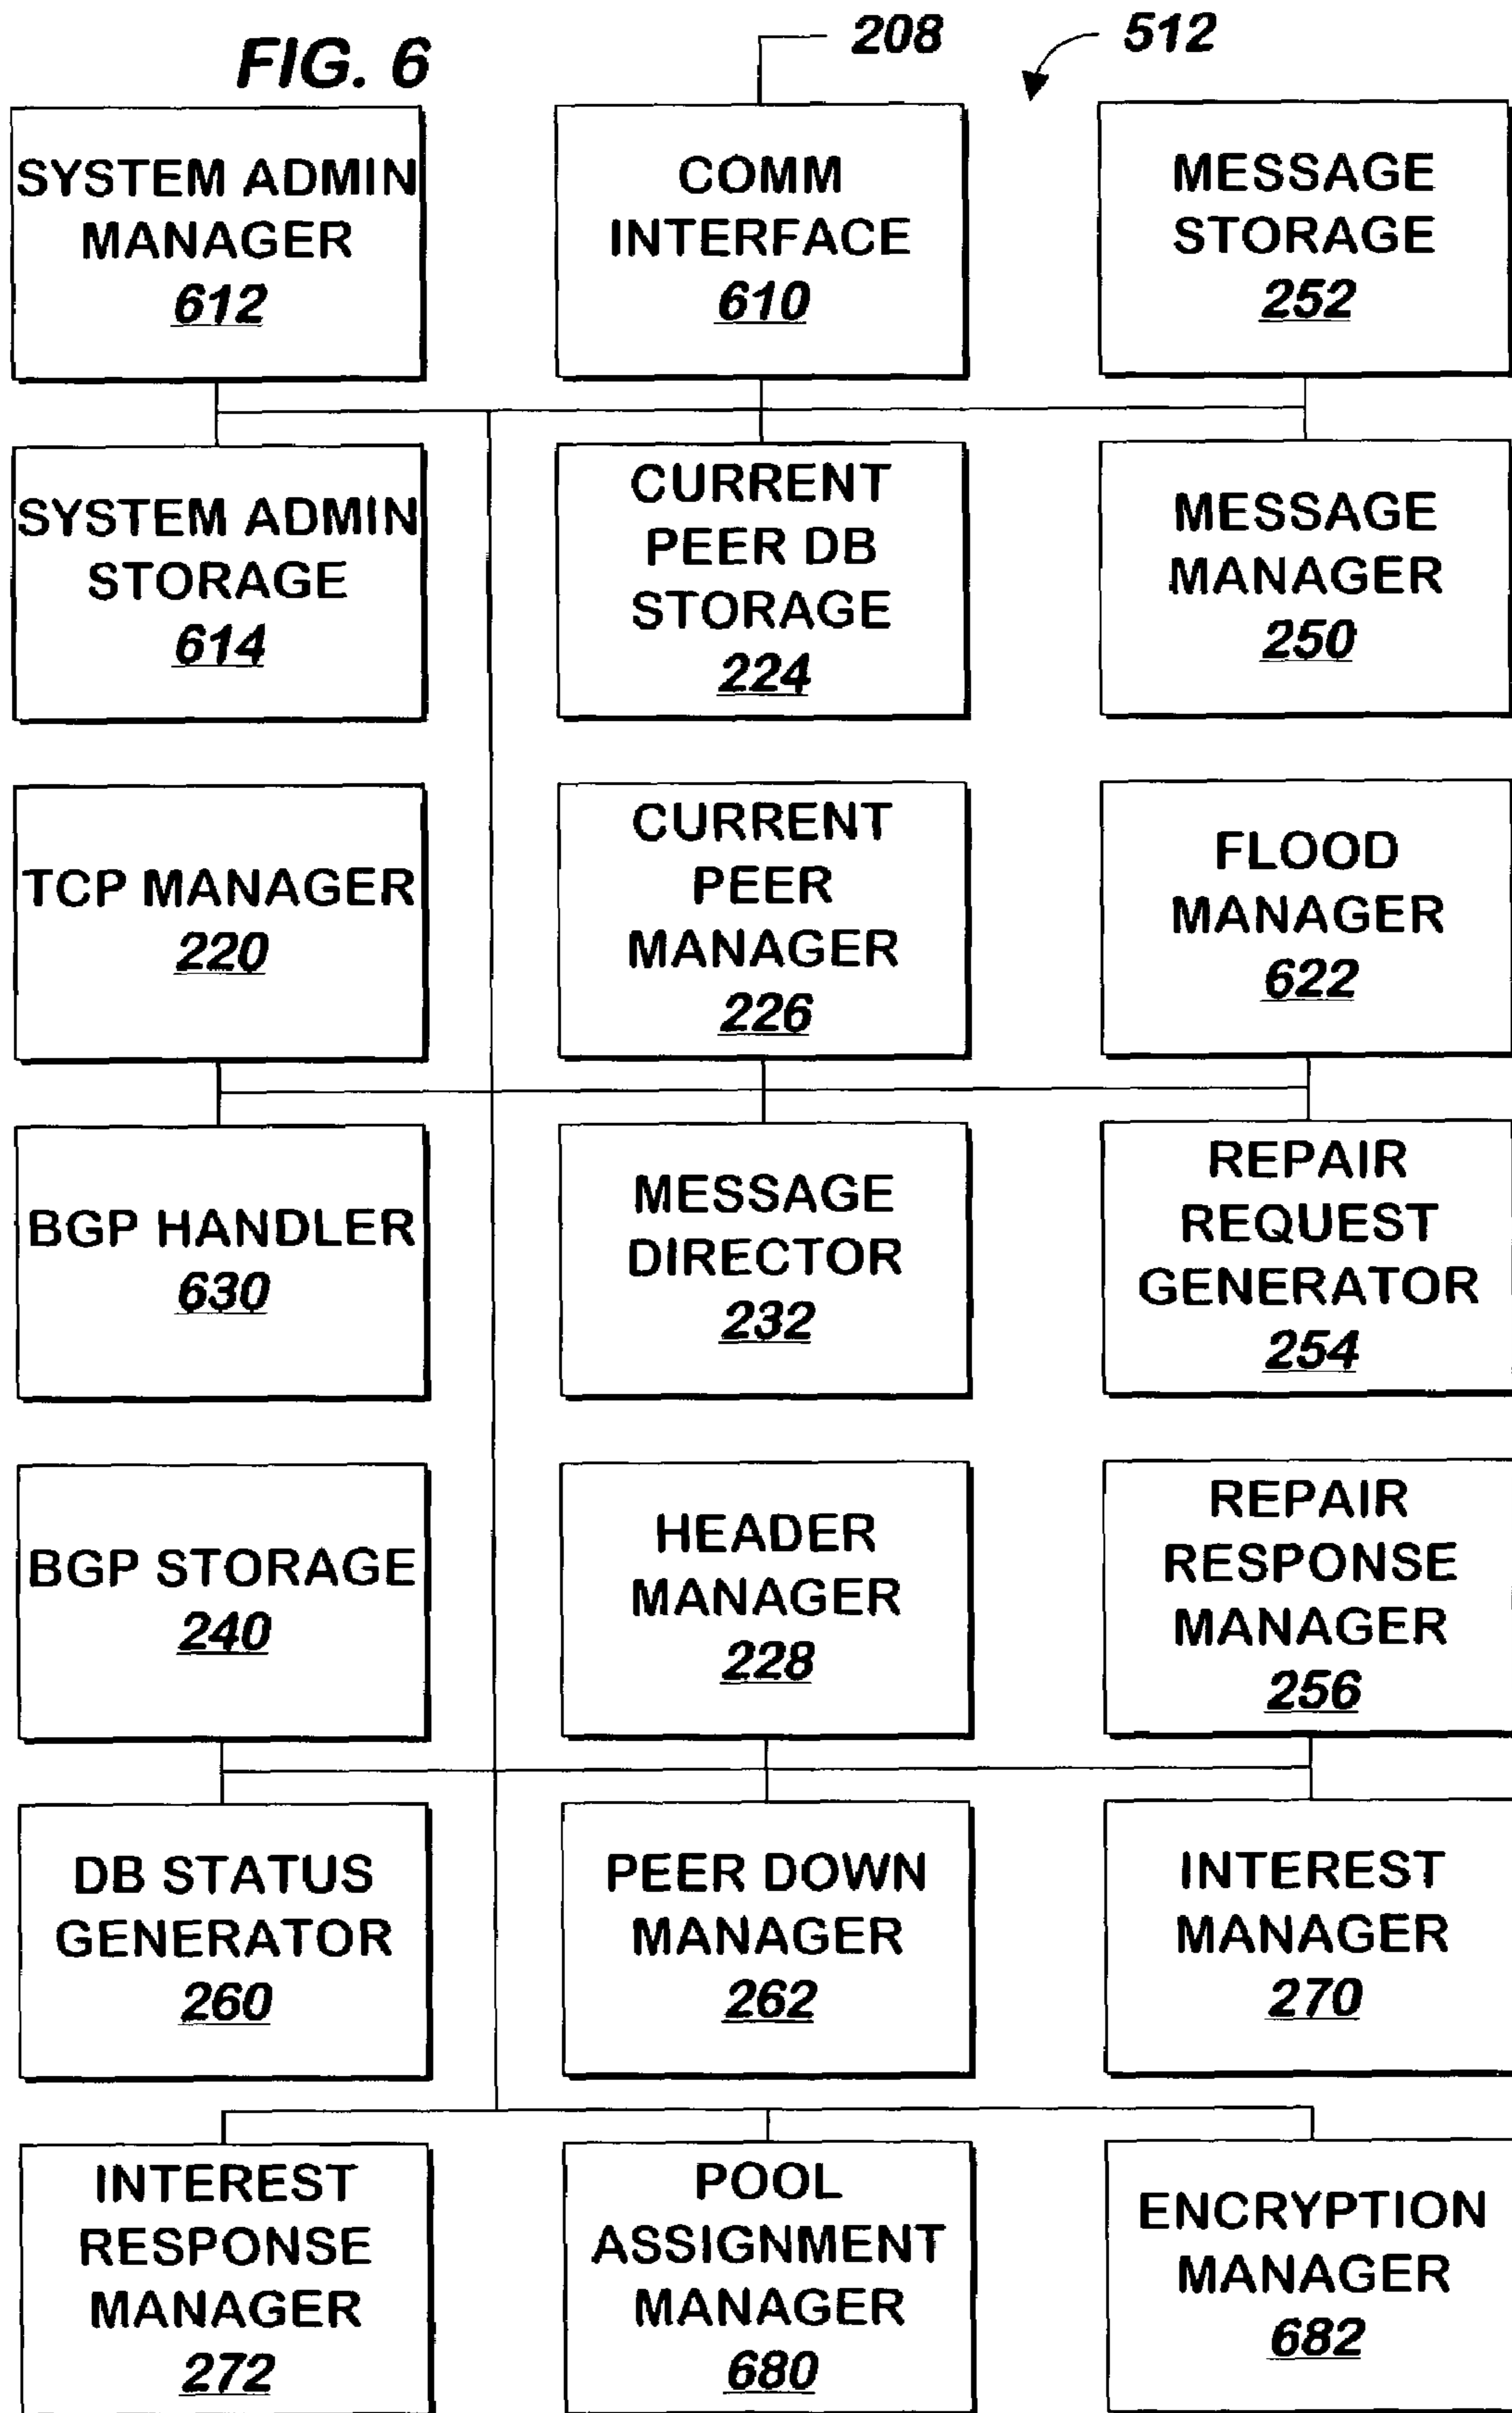 FIG. 6
208
512
SYSTEM ADMIN
MANAGER
612
COMM
INTERFACE
610
MESSAGE
STORAGE
252
SYSTEM ADMIN
STORAGE
614
CURRENT
PEER DB
STORAGE
224
MESSAGE
MANAGER
250
TCP MANAGER
220
CURRENT
PEER
MANAGER
226
FLOOD
MANAGER
622
BGP HANDLER
630
MESSAGE
DIRECTOR
232
REPAIR
REQUEST
GENERATOR
254
BGP STORAGE
240
HEADER
MANAGER
228
REPAIR
RESPONSE
MANAGER
256
DB STATUS
GENERATOR
260
PEER DOWN
MANAGER
262
INTEREST
MANAGER
270
INTEREST
RESPONSE
MANAGER
272
POOL
ASSIGNMENT
MANAGER
680
ENCRYPTION
MANAGER
682